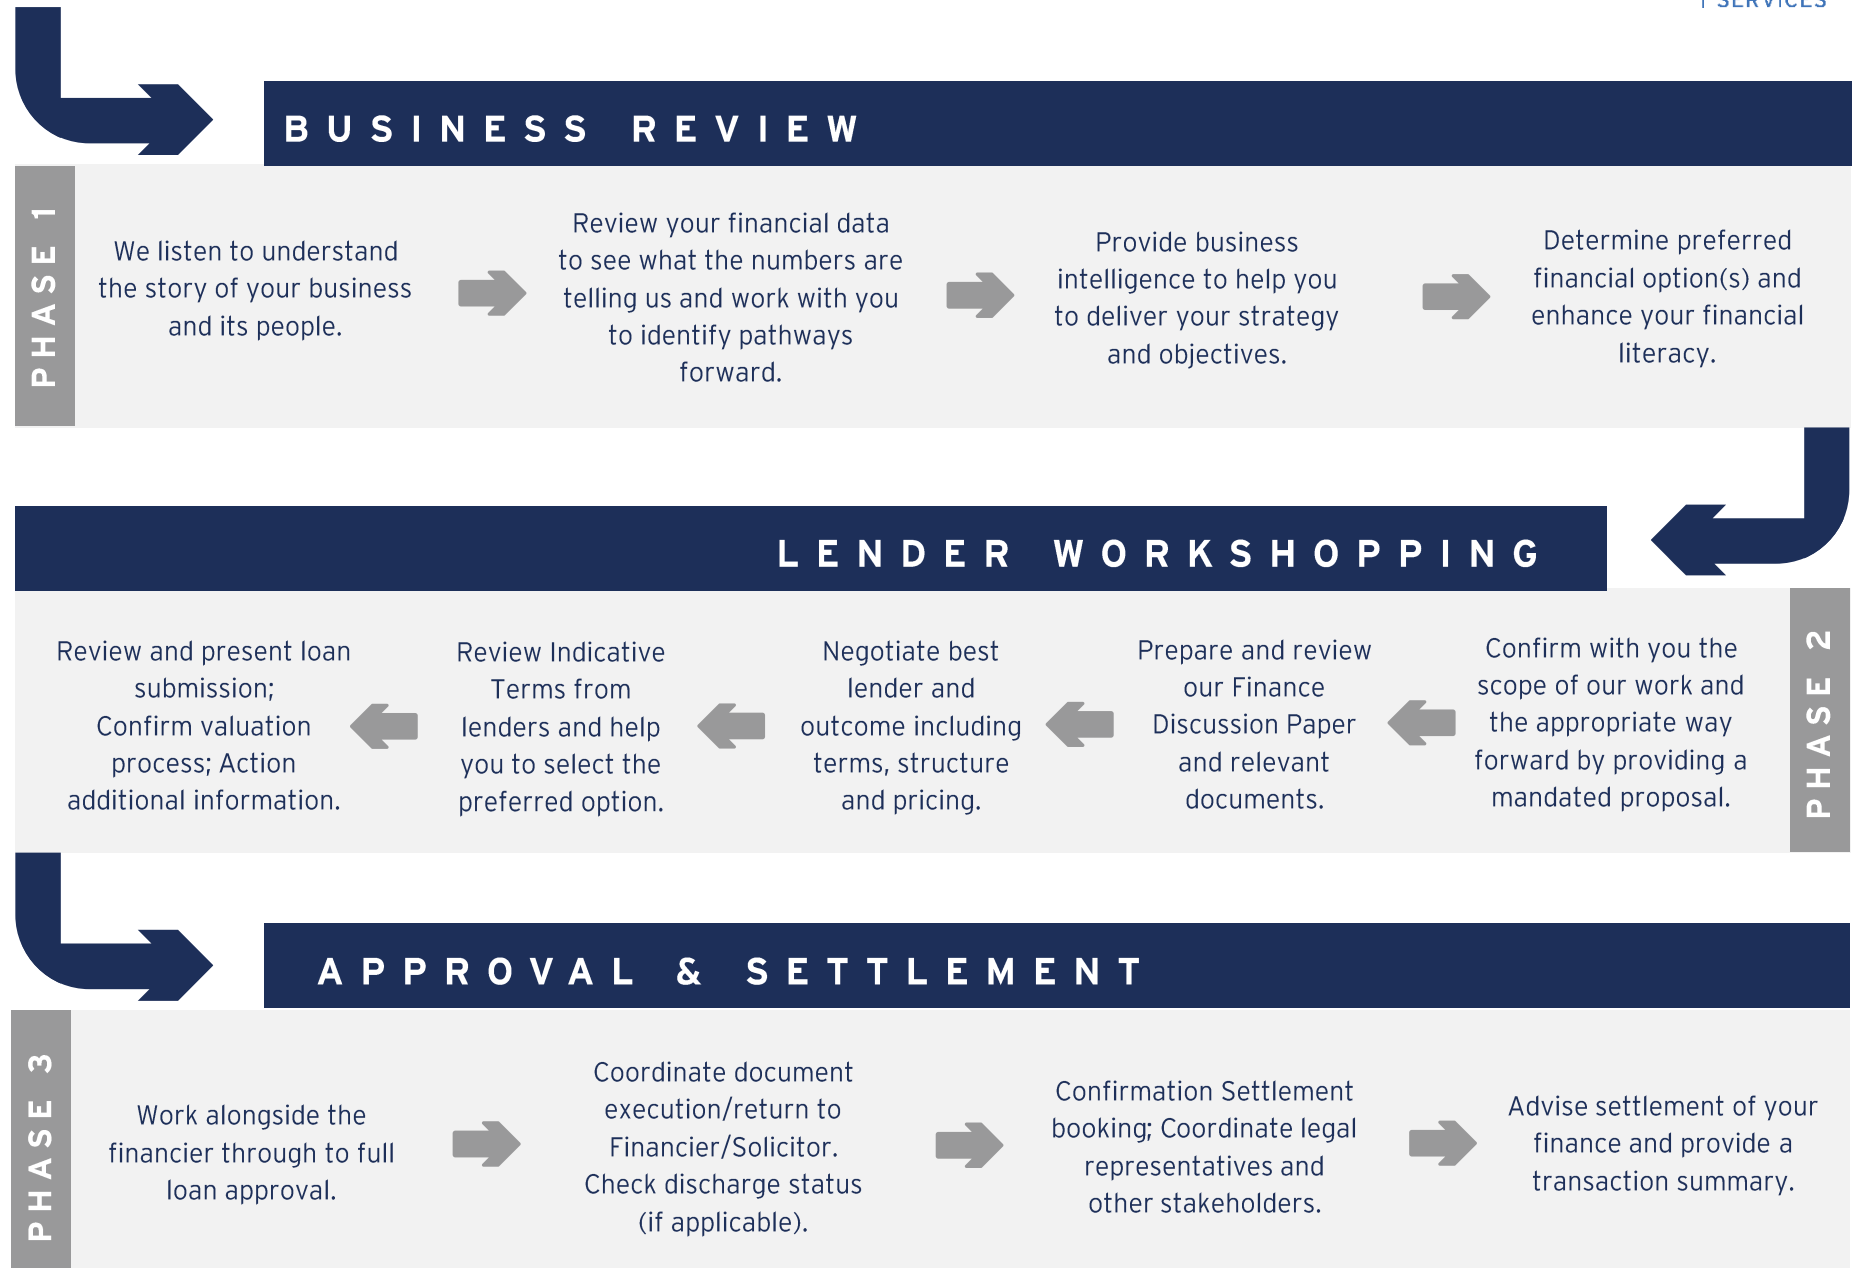 SERVICES
BUSINESS REVIEW
PHASE 1
We listen to understand
the story of your business
and its people.
Review your financial data
to see what the numbers are
telling us and work with you
to identify pathways
forward.
Provide business
intelligence to help you
to deliver your strategy
and objectives.
Determine preferred
financial option(s) and
enhance your financial
literacy.
LENDER WORKSHOPPING
PHASE 2
Confirm with you the
scope of our work and
the appropriate way
forward by providing a
mandated proposal.
Prepare and review
our Finance
Discussion Paper
and relevant
documents.
Negotiate best
lender and
outcome including
terms, structure
and pricing.
Review Indicative
Terms from
lenders and help
you to select the
preferred option.
Review and present loan
submission;
Confirm valuation
process; Action
additional information.
APPROVAL & SETTLEMENT
PHASE 3
Work alongside the
financier through to full
loan approval.
Coordinate document
execution/return to
Financier/Solicitor.
Check discharge status
(if applicable).
Confirmation Settlement
booking; Coordinate legal
representatives and
other stakeholders.
Advise settlement of your
finance and provide a
transaction summary.